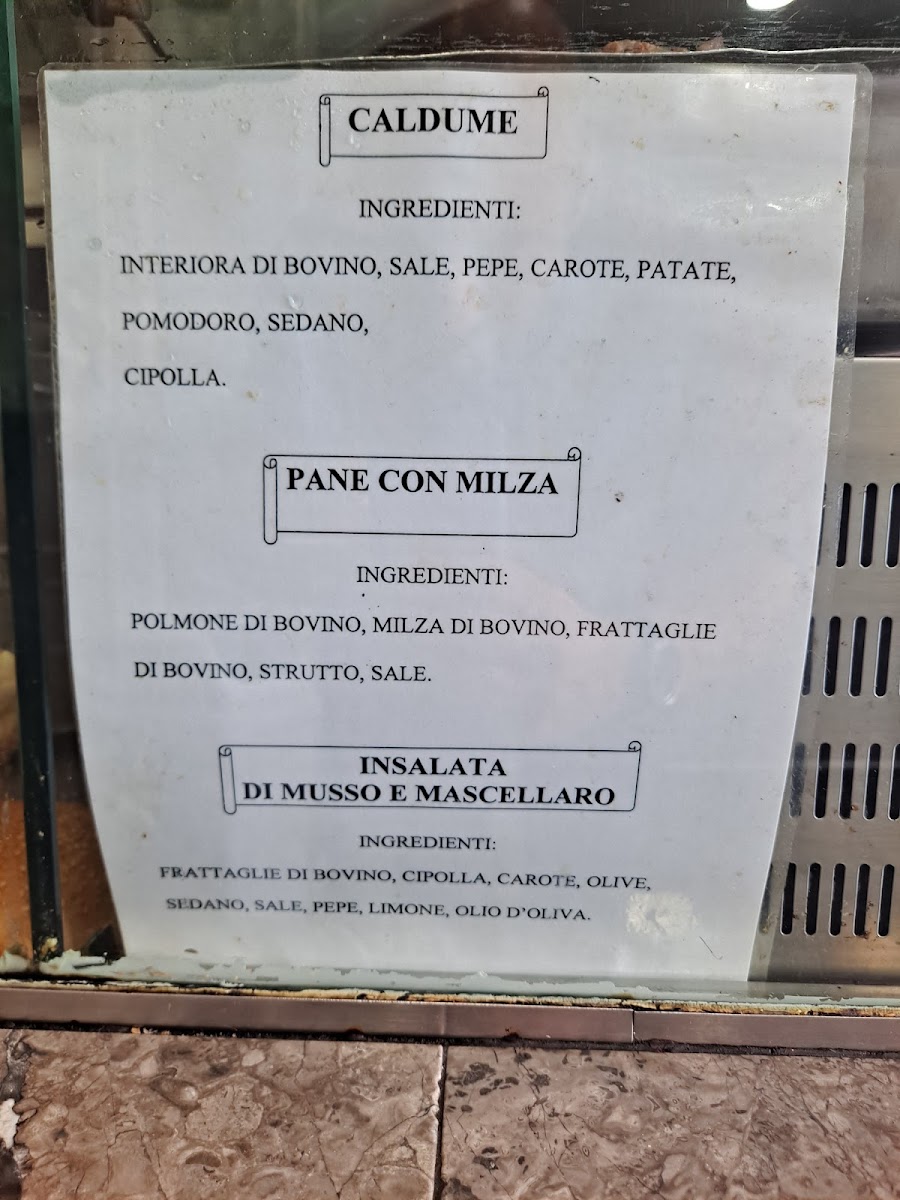 CALDUME
INGREDIENTI:
INTERIORA DI BOVINO, SALE, PEPE, CAROTE, PATATE,
POMODORO, SEDANO,
CIPOLLA.
PANE CON MILZA
INGREDIENTI:
POLMONE DI BOVINO, MILZA DI BOVINO, FRATTAGLIE
DI BOVINO, STRUTTO, SALE.
INSALATA
DI MUSSO E MASCELLARO
INGREDIENTI:
FRATTAGLIE DI BOVINO, CIPOLLA, CAROTE, OLIVE,
SEDANO, SALE, PEPE, LIMONE, OLIO D'OLIVA.